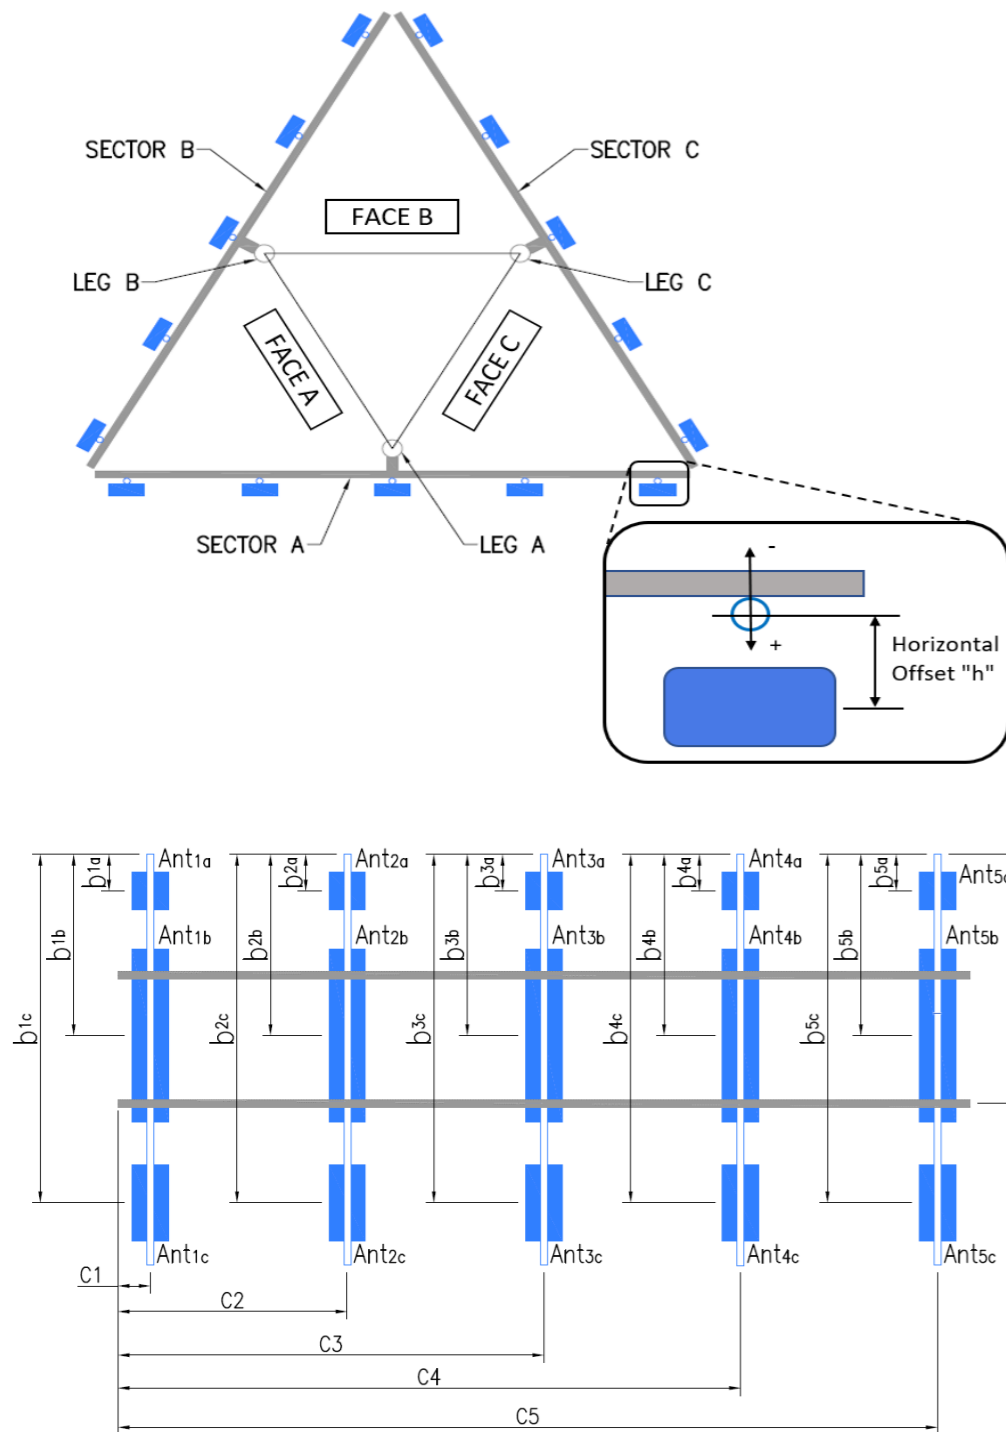 SECTOR B
SECTOR C
FACE B
LEG B
LEG C
FACE A
FACE C
SECTOR A
LEG A
-
+
Horizontal
Offset "h"
Ant1a
Ant2a
Ant3a
Ant4a
Ant5a
b1a
b2a
b3a
b4a
b5a
Ant1b
Ant2b
Ant3b
Ant4b
Ant5b
b1b
b2b
b3b
b4b
b5b
b1c
b2c
b3c
b4c
b5c
Ant1c
Ant2c
Ant3c
Ant4c
Ant5c
C1
C2
C3
C4
C5